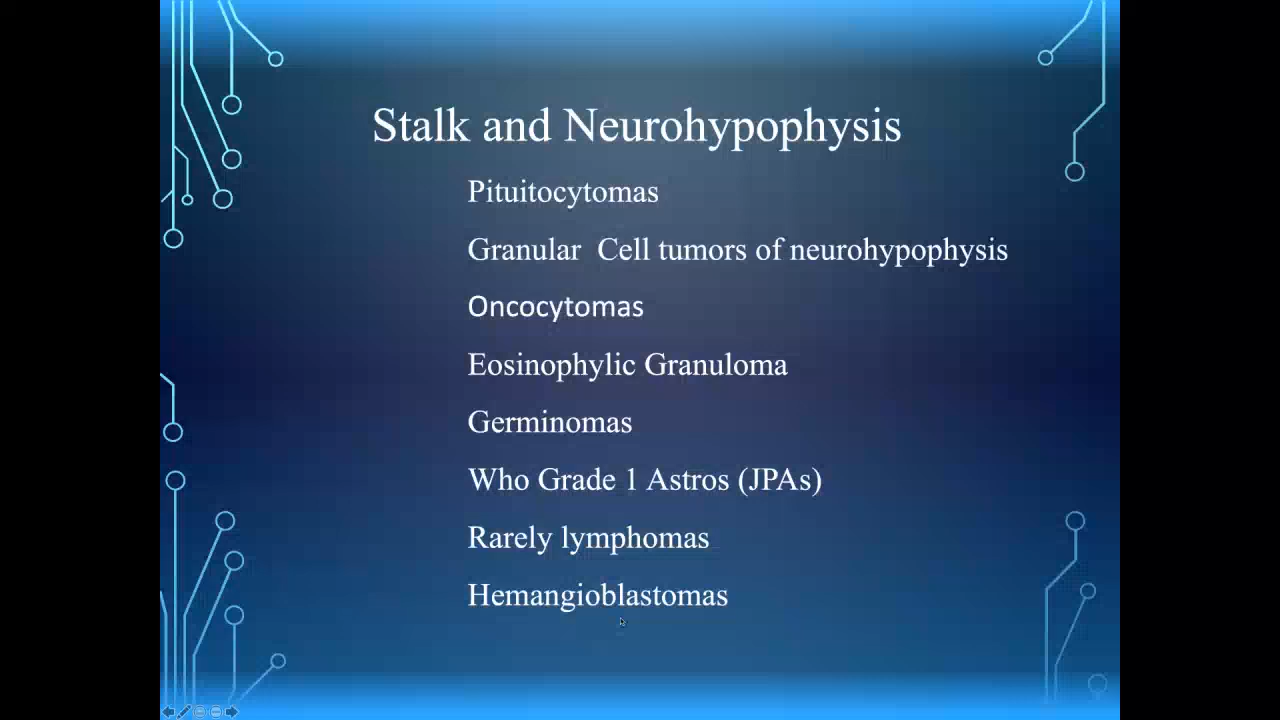 Stalk and Neurohypophysis
Pituitocytomas
Granular  Cell tumors of neurohypophysis
Oncocytomas
Eosinophylic Granuloma
Germinomas
Who Grade 1 Astros (JPAs)
Rarely lymphomas
Hemangioblastomas